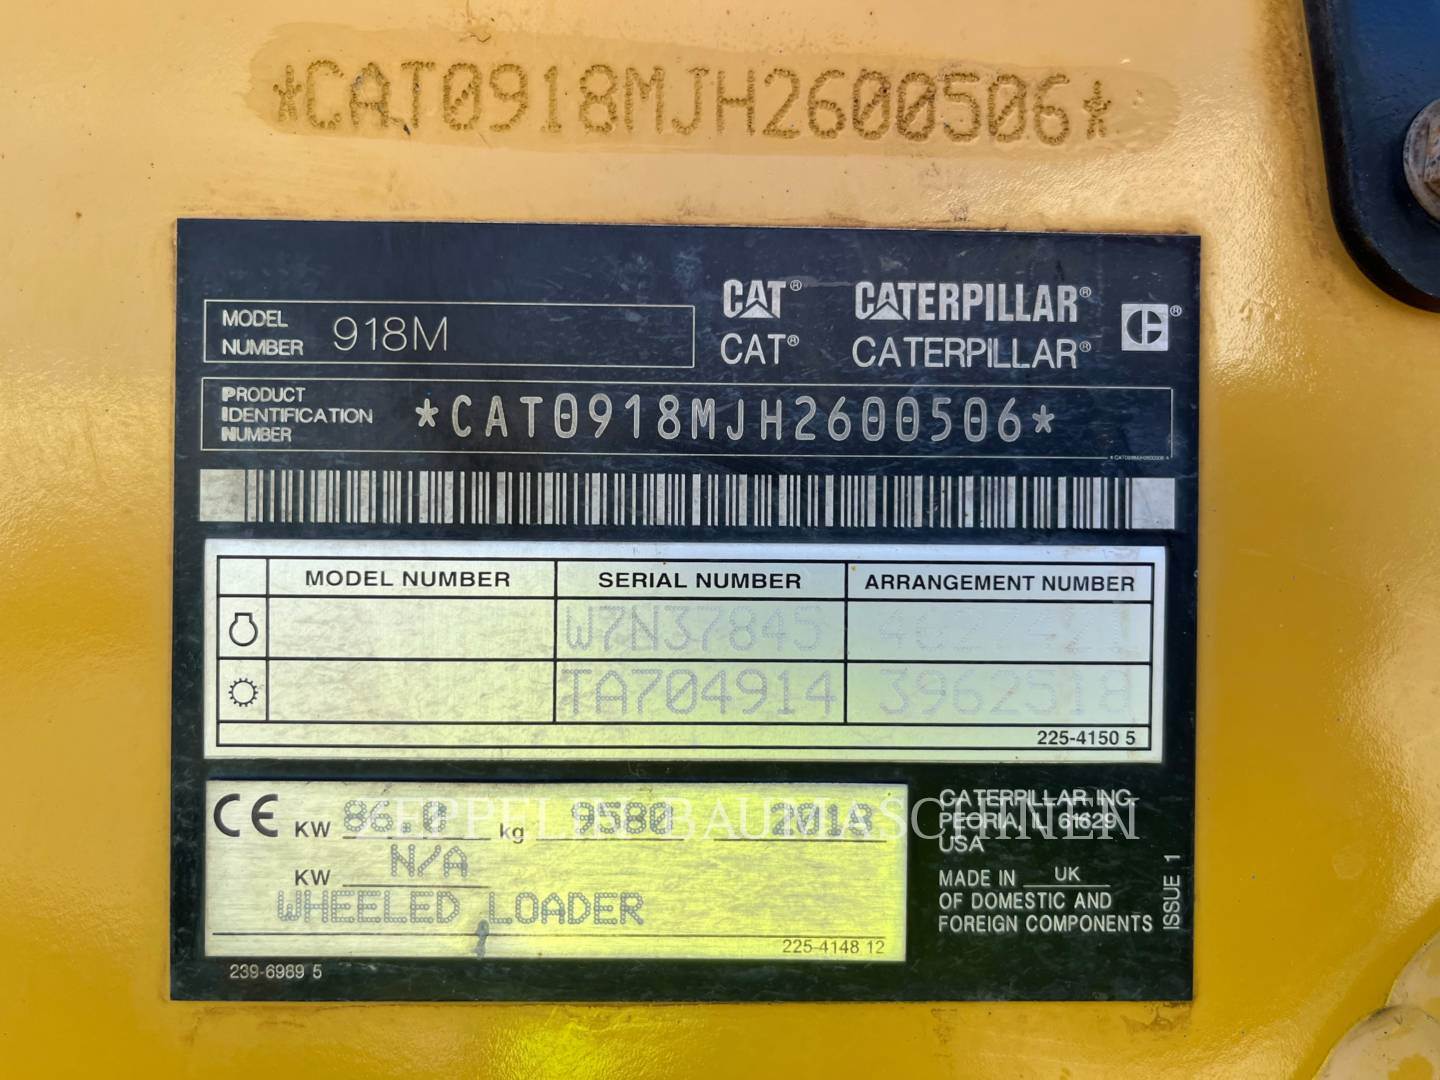 *CAT0918MJH2600506*
MODEL NUMBER 918M
CAT® CATERPILLAR®
CAT® CATERPILLAR®
PRODUCT IDENTIFICATION NUMBER *CAT0918MJH2600506*
*CAT0918MJH2600506*
MODEL NUMBER SERIAL NUMBER ARRANGEMENT NUMBER
W7N37845
TA704914 3962518
225-4150 5
CE KW 86.0 kg 9580 2018
KW N/A
WHEELED LOADER
225-4148 12
239-6989 5
CATERPILLAR INC.
PEORIA, IL 61629
USA
MADE IN UK
OF DOMESTIC AND
FOREIGN COMPONENTS
ISSUE 1
BAUMASCHINEN